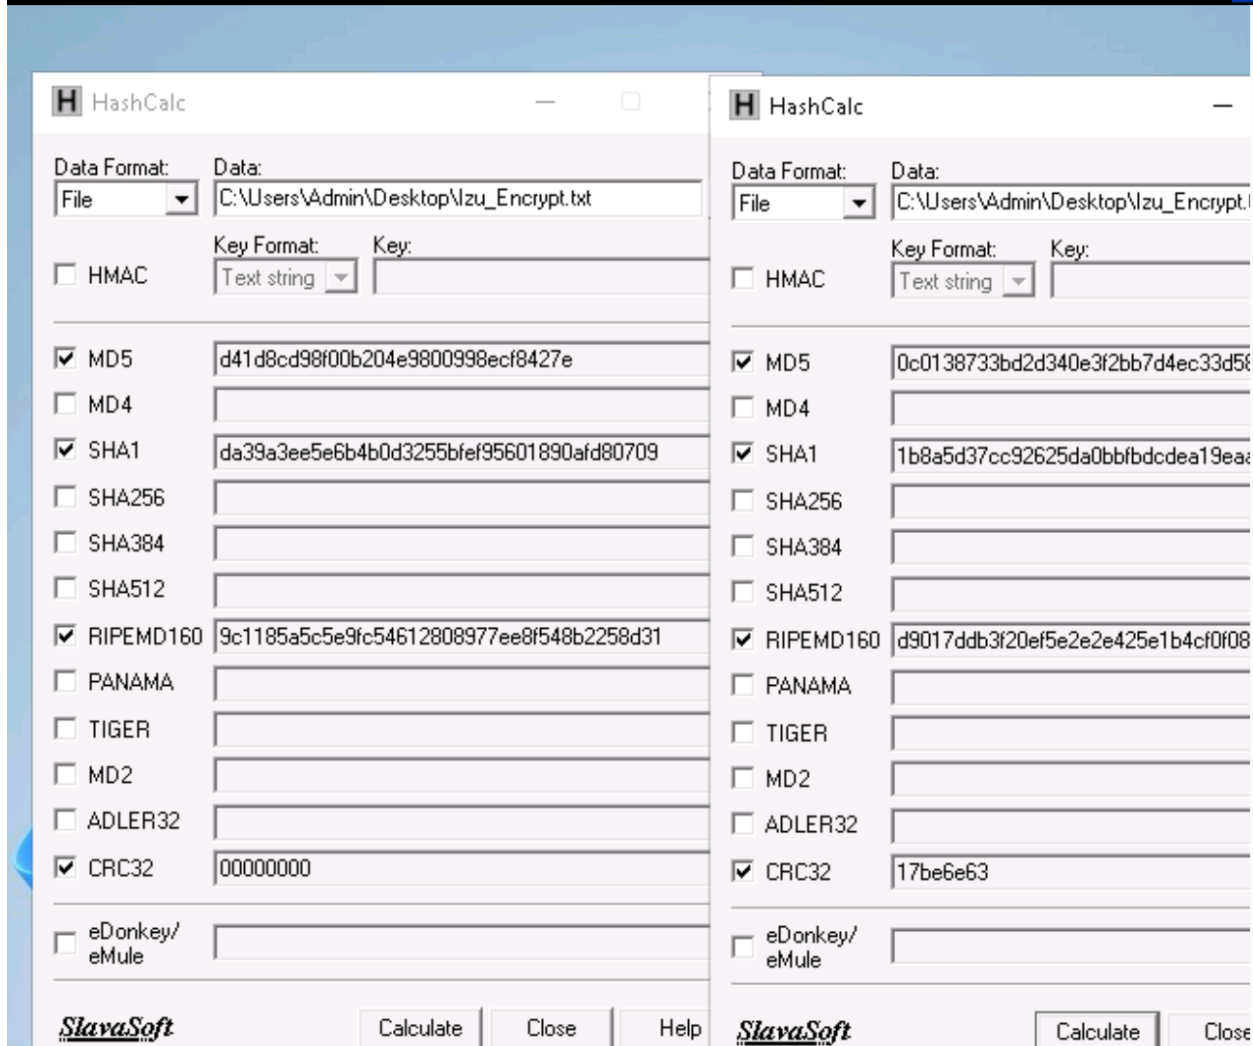 HashCalc
Data Format:
Data:
File
C:\Users\Admin\Desktop\Izu_Encrypt.txt
Key Format:
Key:
HMAC
Text string
MD5
d41d8cd98f00b204e9800998ecf8427e
MD4
SHA1
da39a3ee5e6b4b0d3255bfef95601890afd80709
SHA256
SHA384
SHA512
RIPEMD160
9c1185a5c5e9fc54612808977ee8f548b2258d31
PANAMA
TIGER
MD2
ADLER32
CRC32
00000000
eDonkey/
eMule
SlavaSoft
Calculate
Close
Help
HashCalc
Data Format:
Data:
File
C:\Users\Admin\Desktop\Izu_Encrypt.
Key Format:
Key:
HMAC
Text string
MD5
0c0138733bd2d340e3f2bb7d4ec33d58
MD4
SHA1
1b8a5d37cc92625da0bbfbdcdea19eaa
SHA256
SHA384
SHA512
RIPEMD160
d9017ddb3f20ef5e2e2e425e1b4cf0f08
PANAMA
TIGER
MD2
ADLER32
CRC32
17be6e63
eDonkey/
eMule
SlavaSoft
Calculate
Close